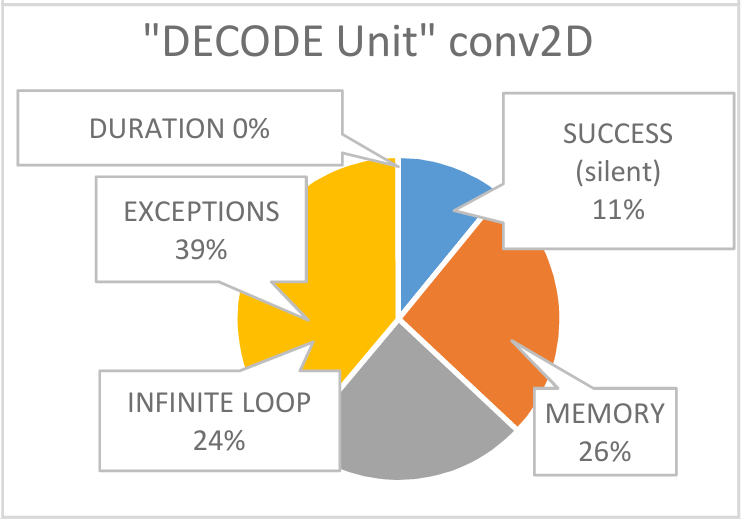 "DECODE Unit" conv2D
DURATION 0%
SUCCESS
(silent)
11%
EXCEPTIONS
39%
INFINITE LOOP
24%
MEMORY
26%